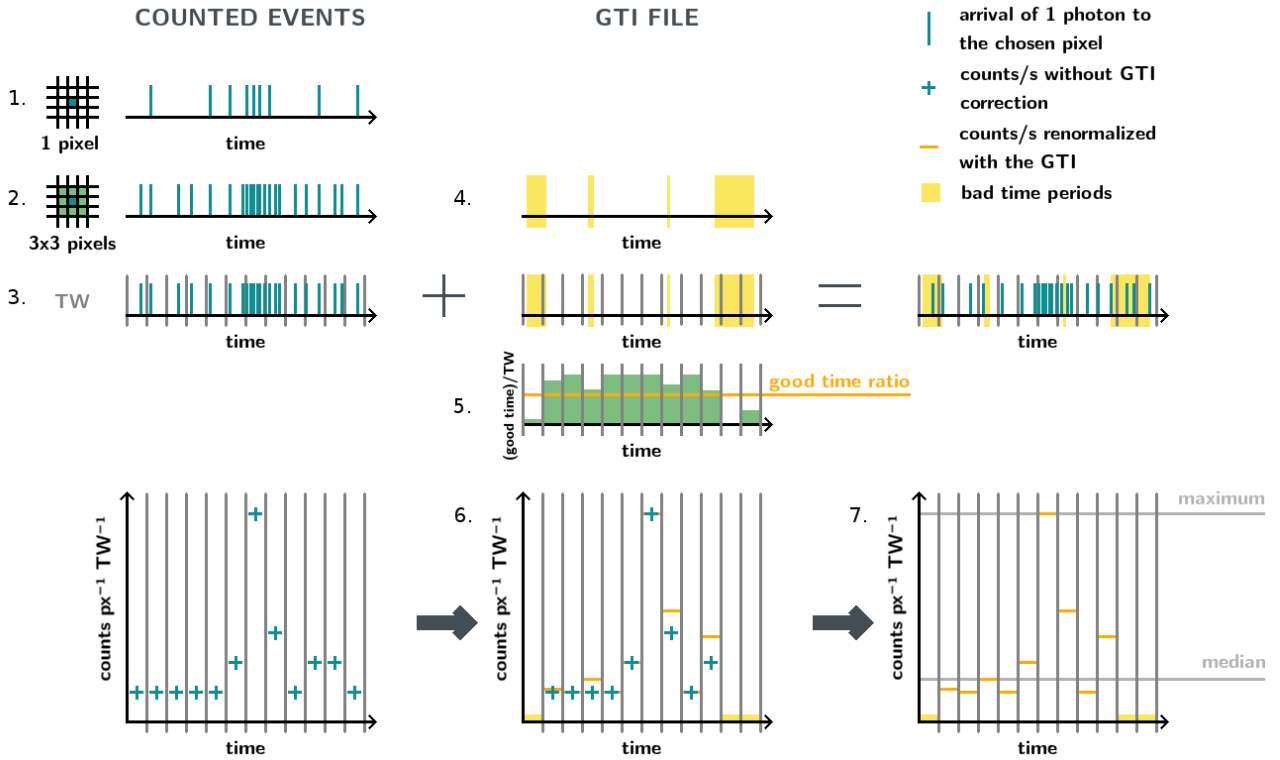 COUNTED EVENTS
GTI FILE
arrival of 1 photon to
the chosen pixel
counts/s without GTI
correction
counts/s renormalized
with the GTI
bad time periods
1.
1 pixel
time
2.
3x3 pixels
time
4.
time
3.
TW
time
time
time
5.
(good time)/TW
good time ratio
time
counts px⁻¹ TW⁻¹
time
6.
counts px⁻¹ TW⁻¹
time
7.
counts px⁻¹ TW⁻¹
maximum
median
time